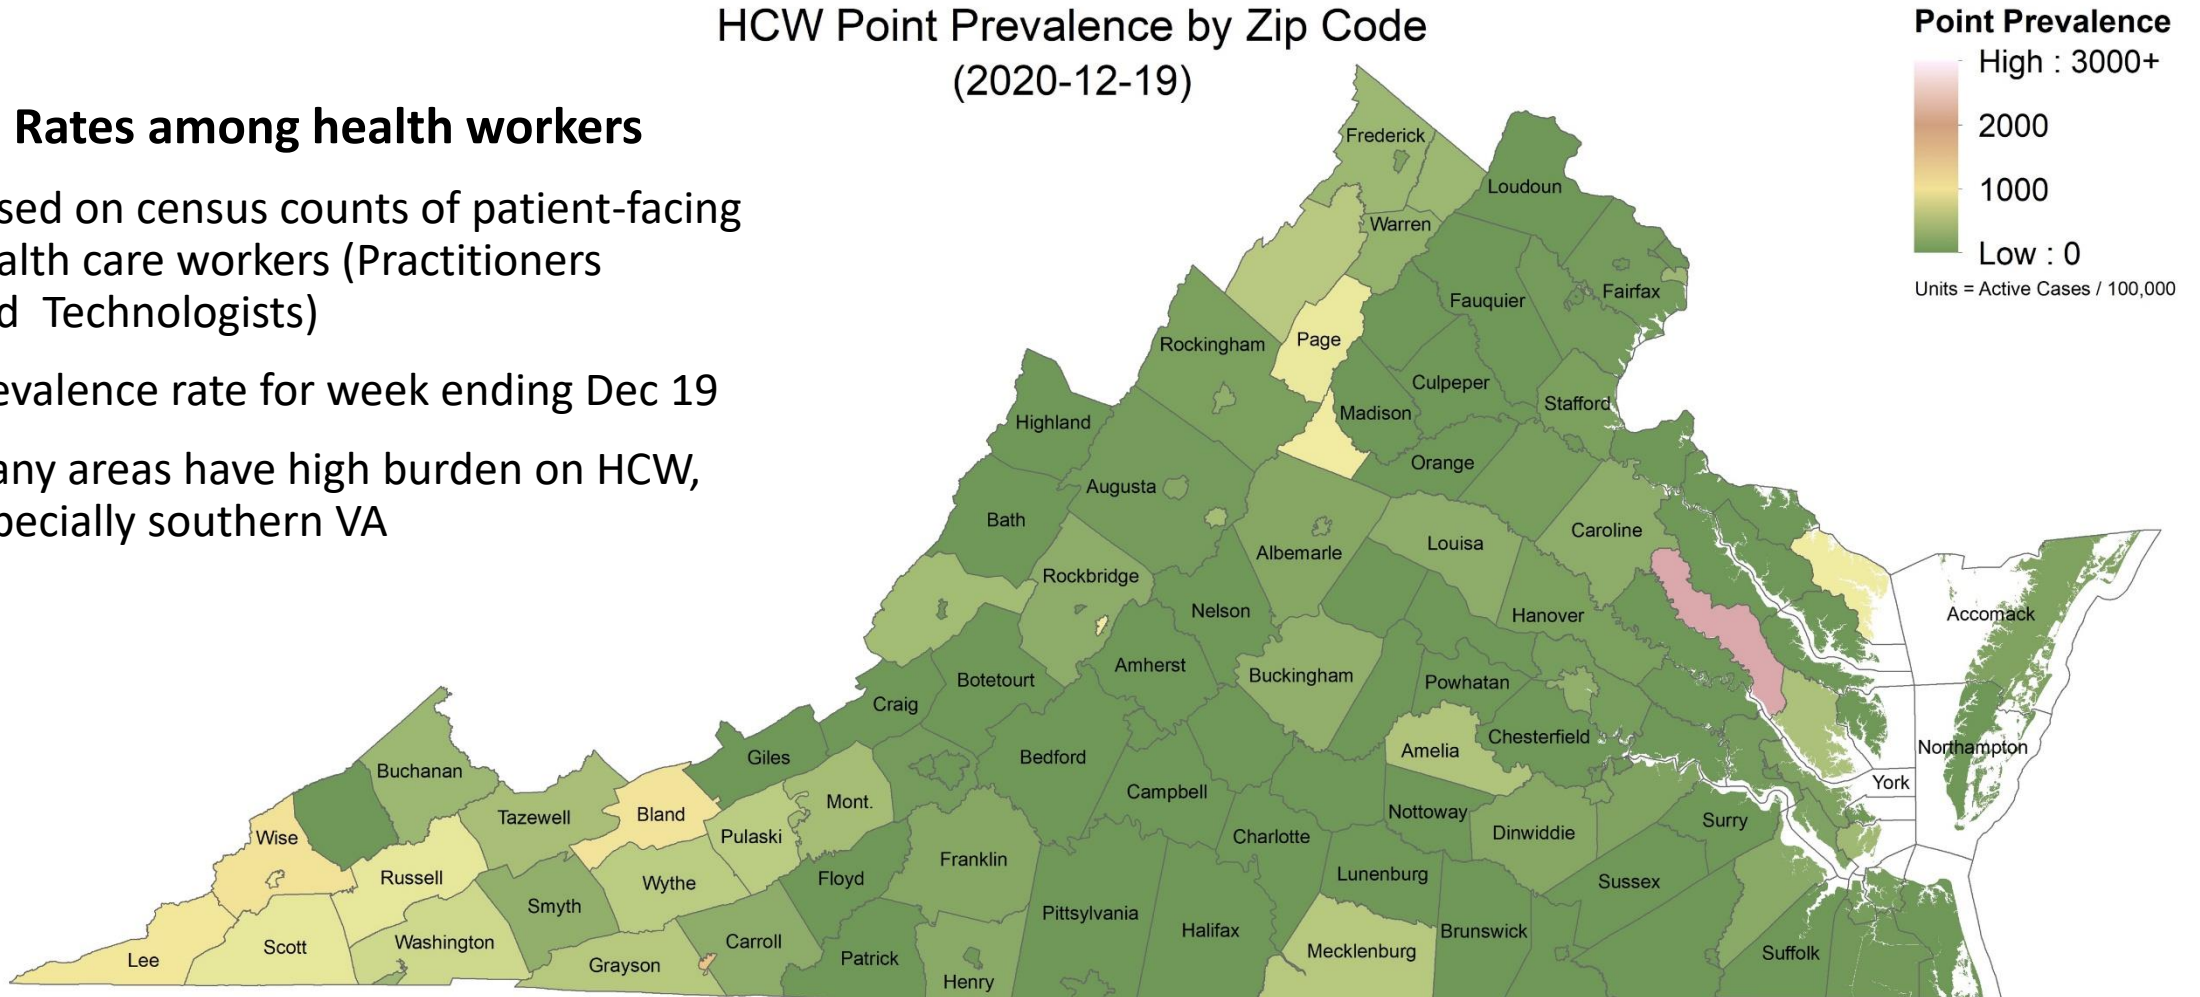 HCW Point Prevalence by Zip Code
(2020-12-19)
Rates among health workers
sed on census counts of patient-facing
alth care workers (Practitioners
d Technologists)
evalence rate for week ending Dec 19
any areas have high burden on HCW,
pecially southern VA
Point Prevalence
High : 3000+
2000
1000
Low : 0
Units = Active Cases / 100,000
Frederick
Loudoun
Warren
Fairfax
Fauquier
Page
Rockingham
Culpeper
Stafford
Madison
Highland
Orange
Augusta
Bath
Caroline
Louisa
Albemarle
Rockbridge
Nelson
Hanover
Accomack
Amherst
Buckingham
Botetourt
Powhatan
Craig
Chesterfield
Northampton
Amelia
Giles
Bedford
Buchanan
York
Campbell
Mont.
Nottoway
Tazewell
Bland
Surry
Dinwiddie
Charlotte
Pulaski
Wise
Franklin
Lunenburg
Floyd
Russell
Wythe
Sussex
Smyth
Pittsylvania
Halifax
Brunswick
Washington
Carroll
Scott
Mecklenburg
Suffolk
Patrick
Lee
Grayson
Henry